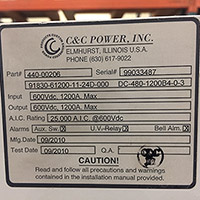 C&C POWER, INC.
ELMHURST, ILLINOIS U.S.A.
PHONE (630) 617-9022
Part# 440-00206 Serial# 99033487
91830-61200-11-24D-000 DC-480-1200B4-0-3
Input 600Vdc, 1200A. Max
Output 600Vdc, 1200A. Max.
A.I.C. Rating 25,000 A.I.C. @600Vdc
Alarms Aux. Sw. U.V.-Relay Bell Alm.
Mfg.Date 09/2010
Test Date 09/2010 Q.A.
CAUTION!
Read and follow all precautions and warnings
contained in the installation manual provided.